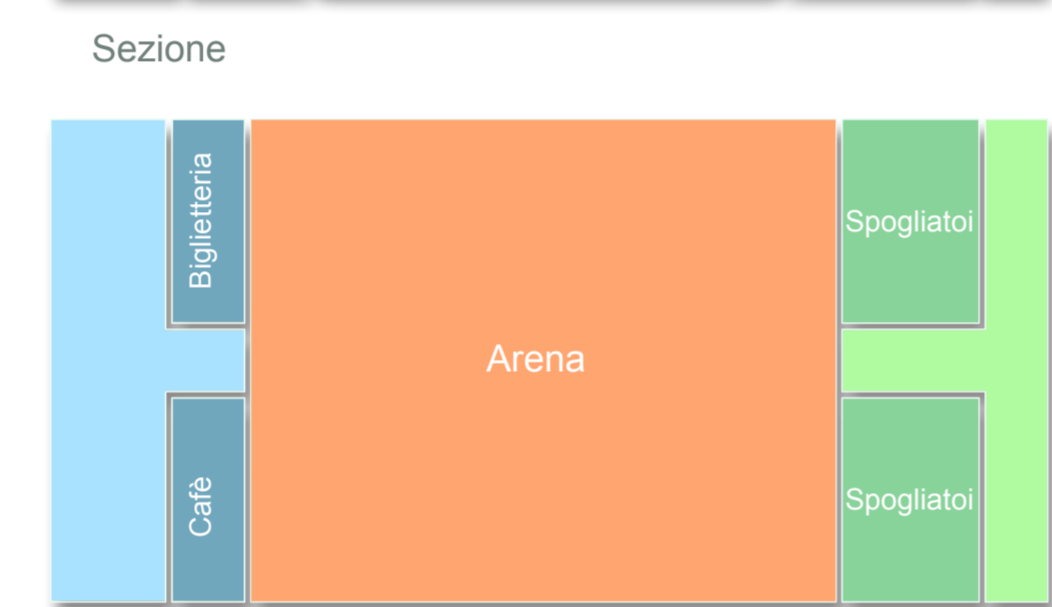 Sezione
Biglietteria
Spogliatoi
Arena
Cafè
Spogliatoi